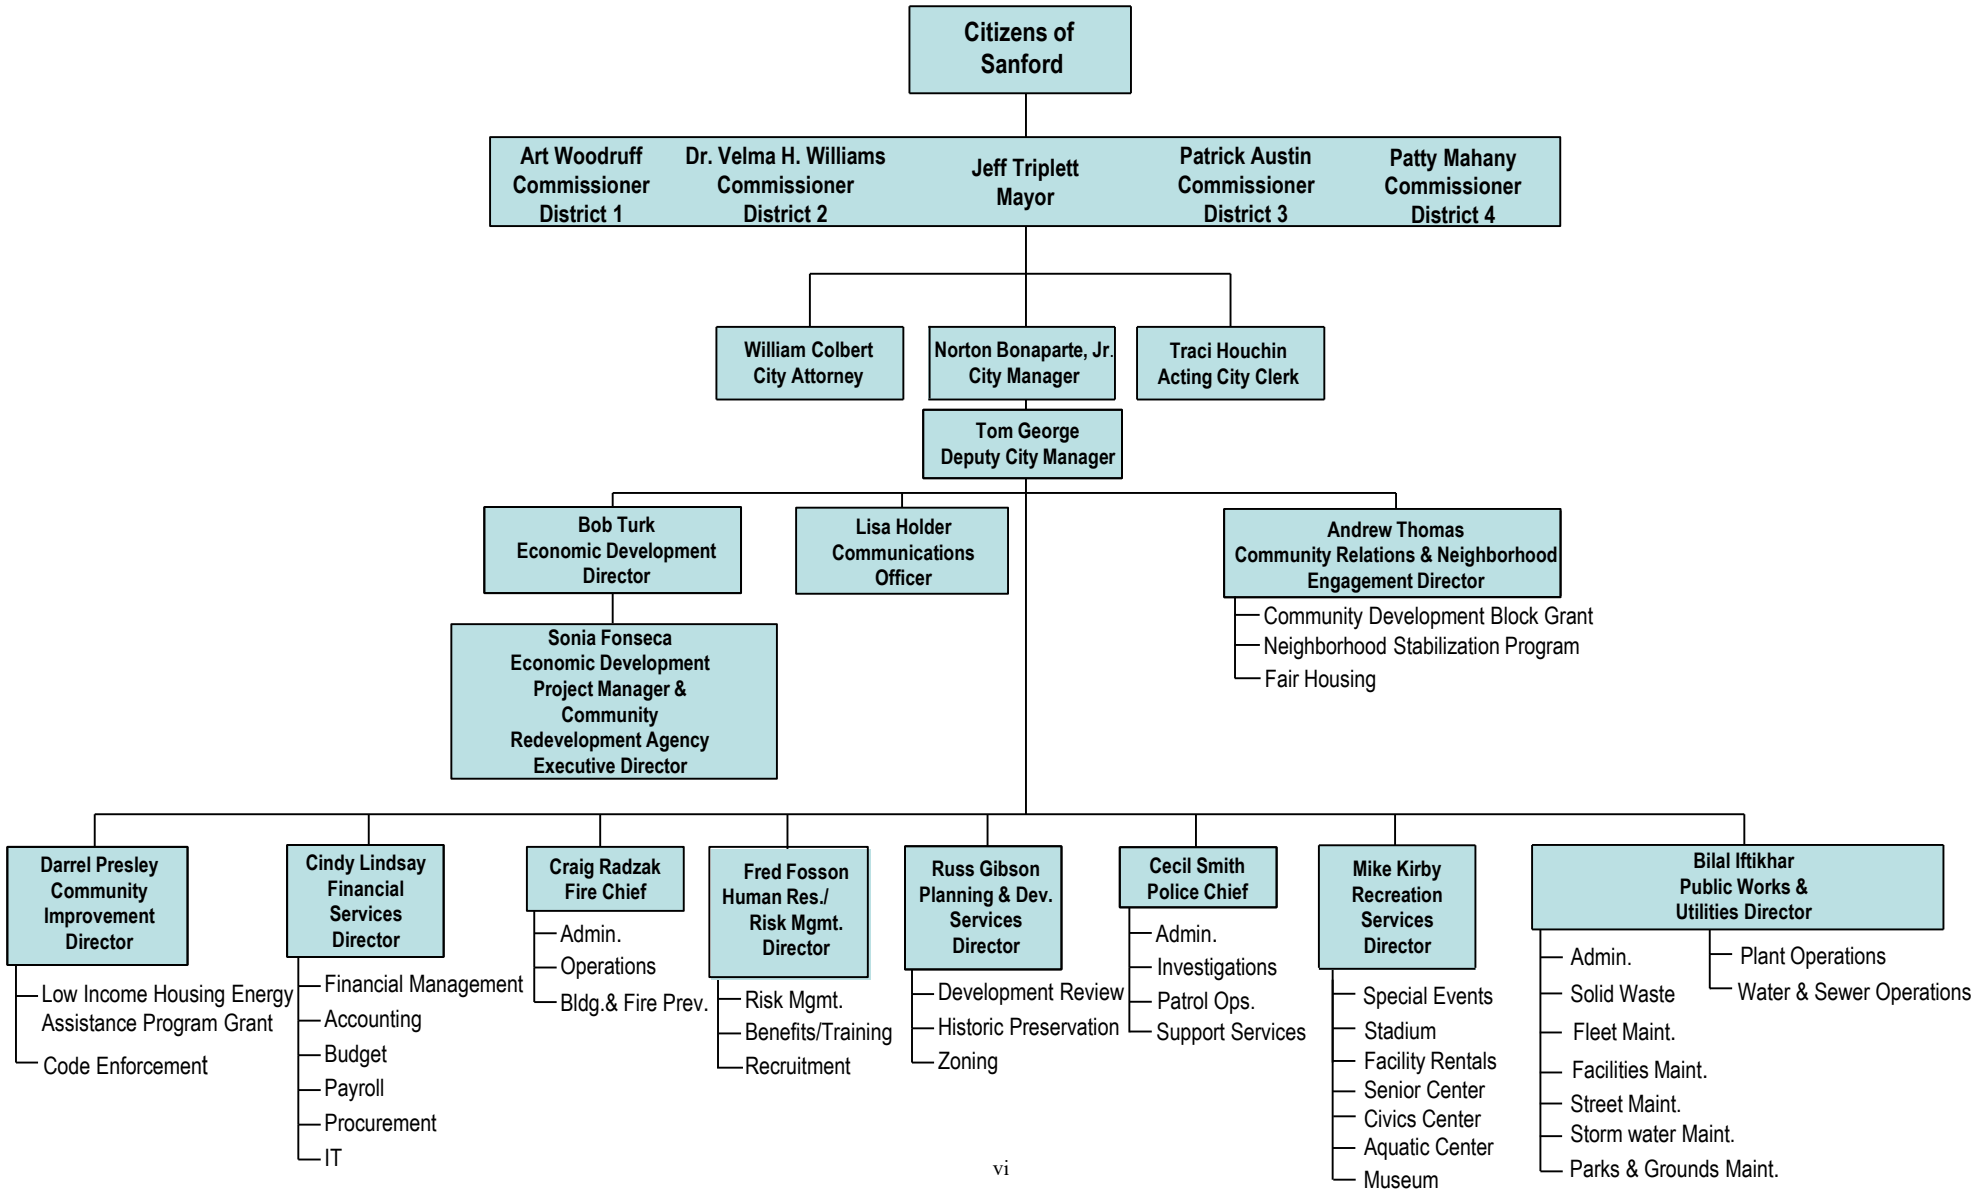 Citizens of
Sanford
Art Woodruff
Commissioner
District 1
Dr. Velma H. Williams
Commissioner
District 2
Jeff Triplett
Mayor
Patrick Austin
Commissioner
District 3
Patty Mahany
Commissioner
District 4
William Colbert
City Attorney
Norton Bonaparte, Jr.
City Manager
Traci Houchin
Acting City Clerk
Tom George
Deputy City Manager
Bob Turk
Economic Development
Director
Lisa Holder
Communications
Officer
Andrew Thomas
Community Relations & Neighborhood
Engagement Director
Community Development Block Grant
Neighborhood Stabilization Program
Fair Housing
Sonia Fonseca
Economic Development
Project Manager &
Community
Redevelopment Agency
Executive Director
Darrel Presley
Community
Improvement
Director
Low Income Housing Energy
Assistance Program Grant
Code Enforcement
Cindy Lindsay
Financial
Services
Director
Financial Management
Accounting
Budget
Payroll
Procurement
IT
Craig Radzak
Fire Chief
Admin.
Operations
Bldg.& Fire Prev.
Fred Fosson
Human Res./
Risk Mgmt.
Director
Risk Mgmt.
Benefits/Training
Recruitment
Russ Gibson
Planning & Dev.
Services
Director
Development Review
Historic Preservation
Zoning
Cecil Smith
Police Chief
Admin.
Investigations
Patrol Ops.
Support Services
Mike Kirby
Recreation
Services
Director
Special Events
Stadium
Facility Rentals
Senior Center
Civics Center
Aquatic Center
Museum
Bilal Iftikhar
Public Works &
Utilities Director
Admin.
Solid Waste
Fleet Maint.
Facilities Maint.
Street Maint.
Storm water Maint.
Parks & Grounds Maint.
Plant Operations
Water & Sewer Operations
vi